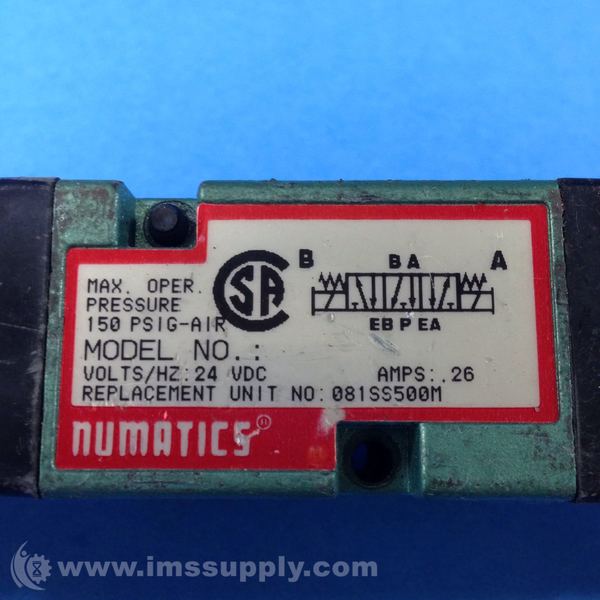 MAX. OPER.
PRESSURE
150 PSIG-AIR
SA
B
B A
A
EB P EA
MODEL NO.:
VOLTS/HZ: 24 VDC AMPS: .26
REPLACEMENT UNIT NO: 081SS500M
numatics®
www.imssupply.com